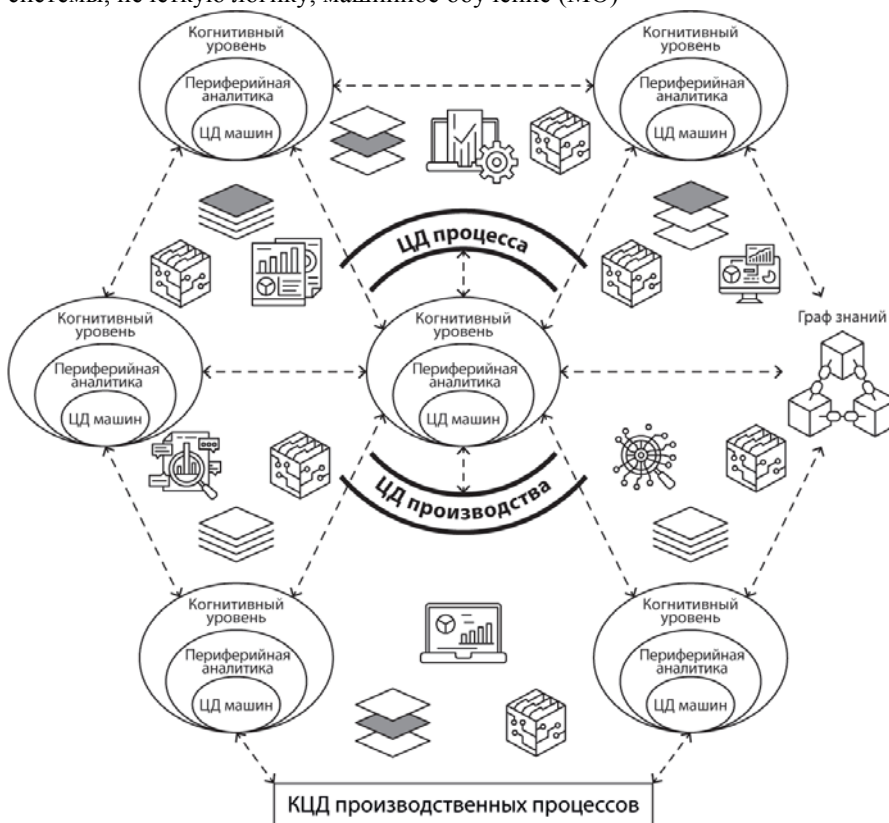 системы, нечеткую логику, машинное обучение (МО)
Когнитивный
уровень
Периферийная
аналитика
ЦД машин
Когнитивный
уровень
Периферийная
аналитика
ЦД машин
ЦД процесса
Когнитивный
уровень
Периферийная
аналитика
ЦД машин
Когнитивный
уровень
Периферийная
аналитика
ЦД машин
Граф знаний
ЦД производства
Когнитивный
уровень
Периферийная
аналитика
ЦД машин
Когнитивный
уровень
Периферийная
аналитика
ЦД машин
КЦД производственных процессов